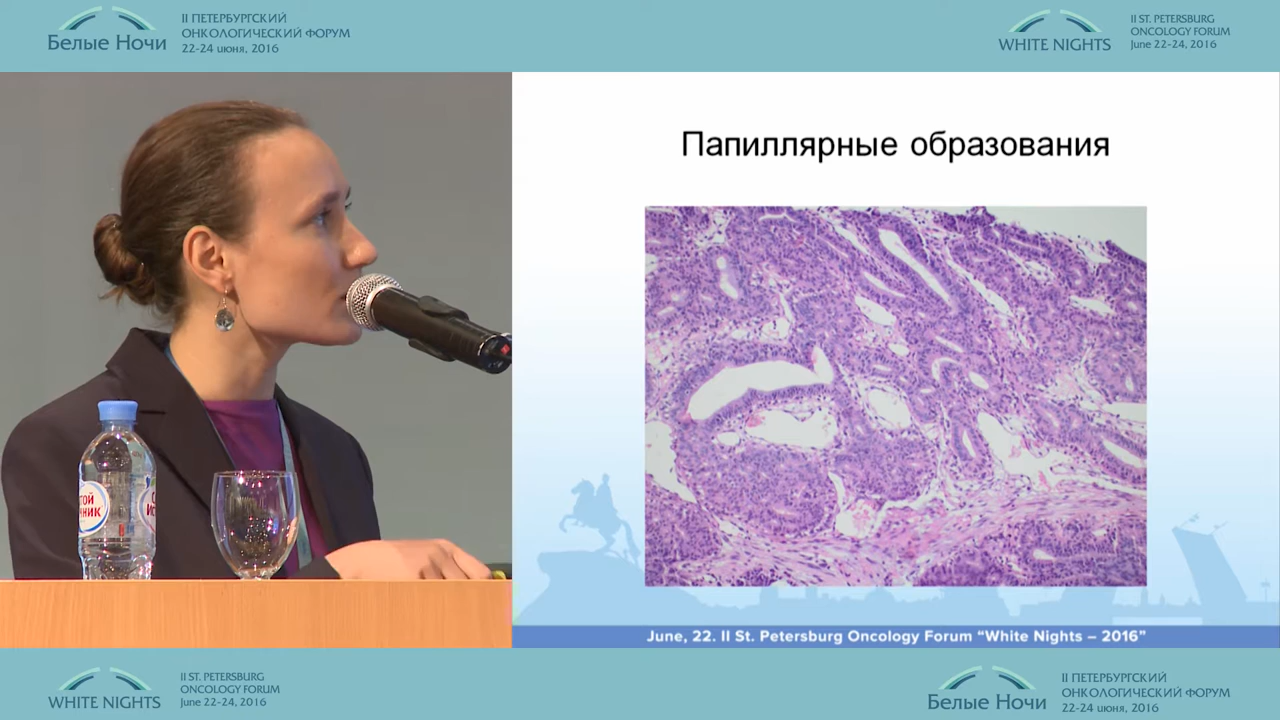 Белые Ночи
II ПЕТЕРБУРГСКИЙ
ОНКОЛОГИЧЕСКИЙ ФОРУМ
22-24 июня, 2016
WHITE NIGHTS
II ST. PETERSBURG
ONCOLOGY FORUM
June 22-24, 2016
Папиллярные образования
June, 22. II St. Petersburg Oncology Forum “White Nights – 2016”
WHITE NIGHTS
II ST. PETERSBURG
ONCOLOGY FORUM
June 22-24, 2016
Белые Ночи
II ПЕТЕРБУРГСКИЙ
ОНКОЛОГИЧЕСКИЙ ФОРУМ
22-24 июня, 2016